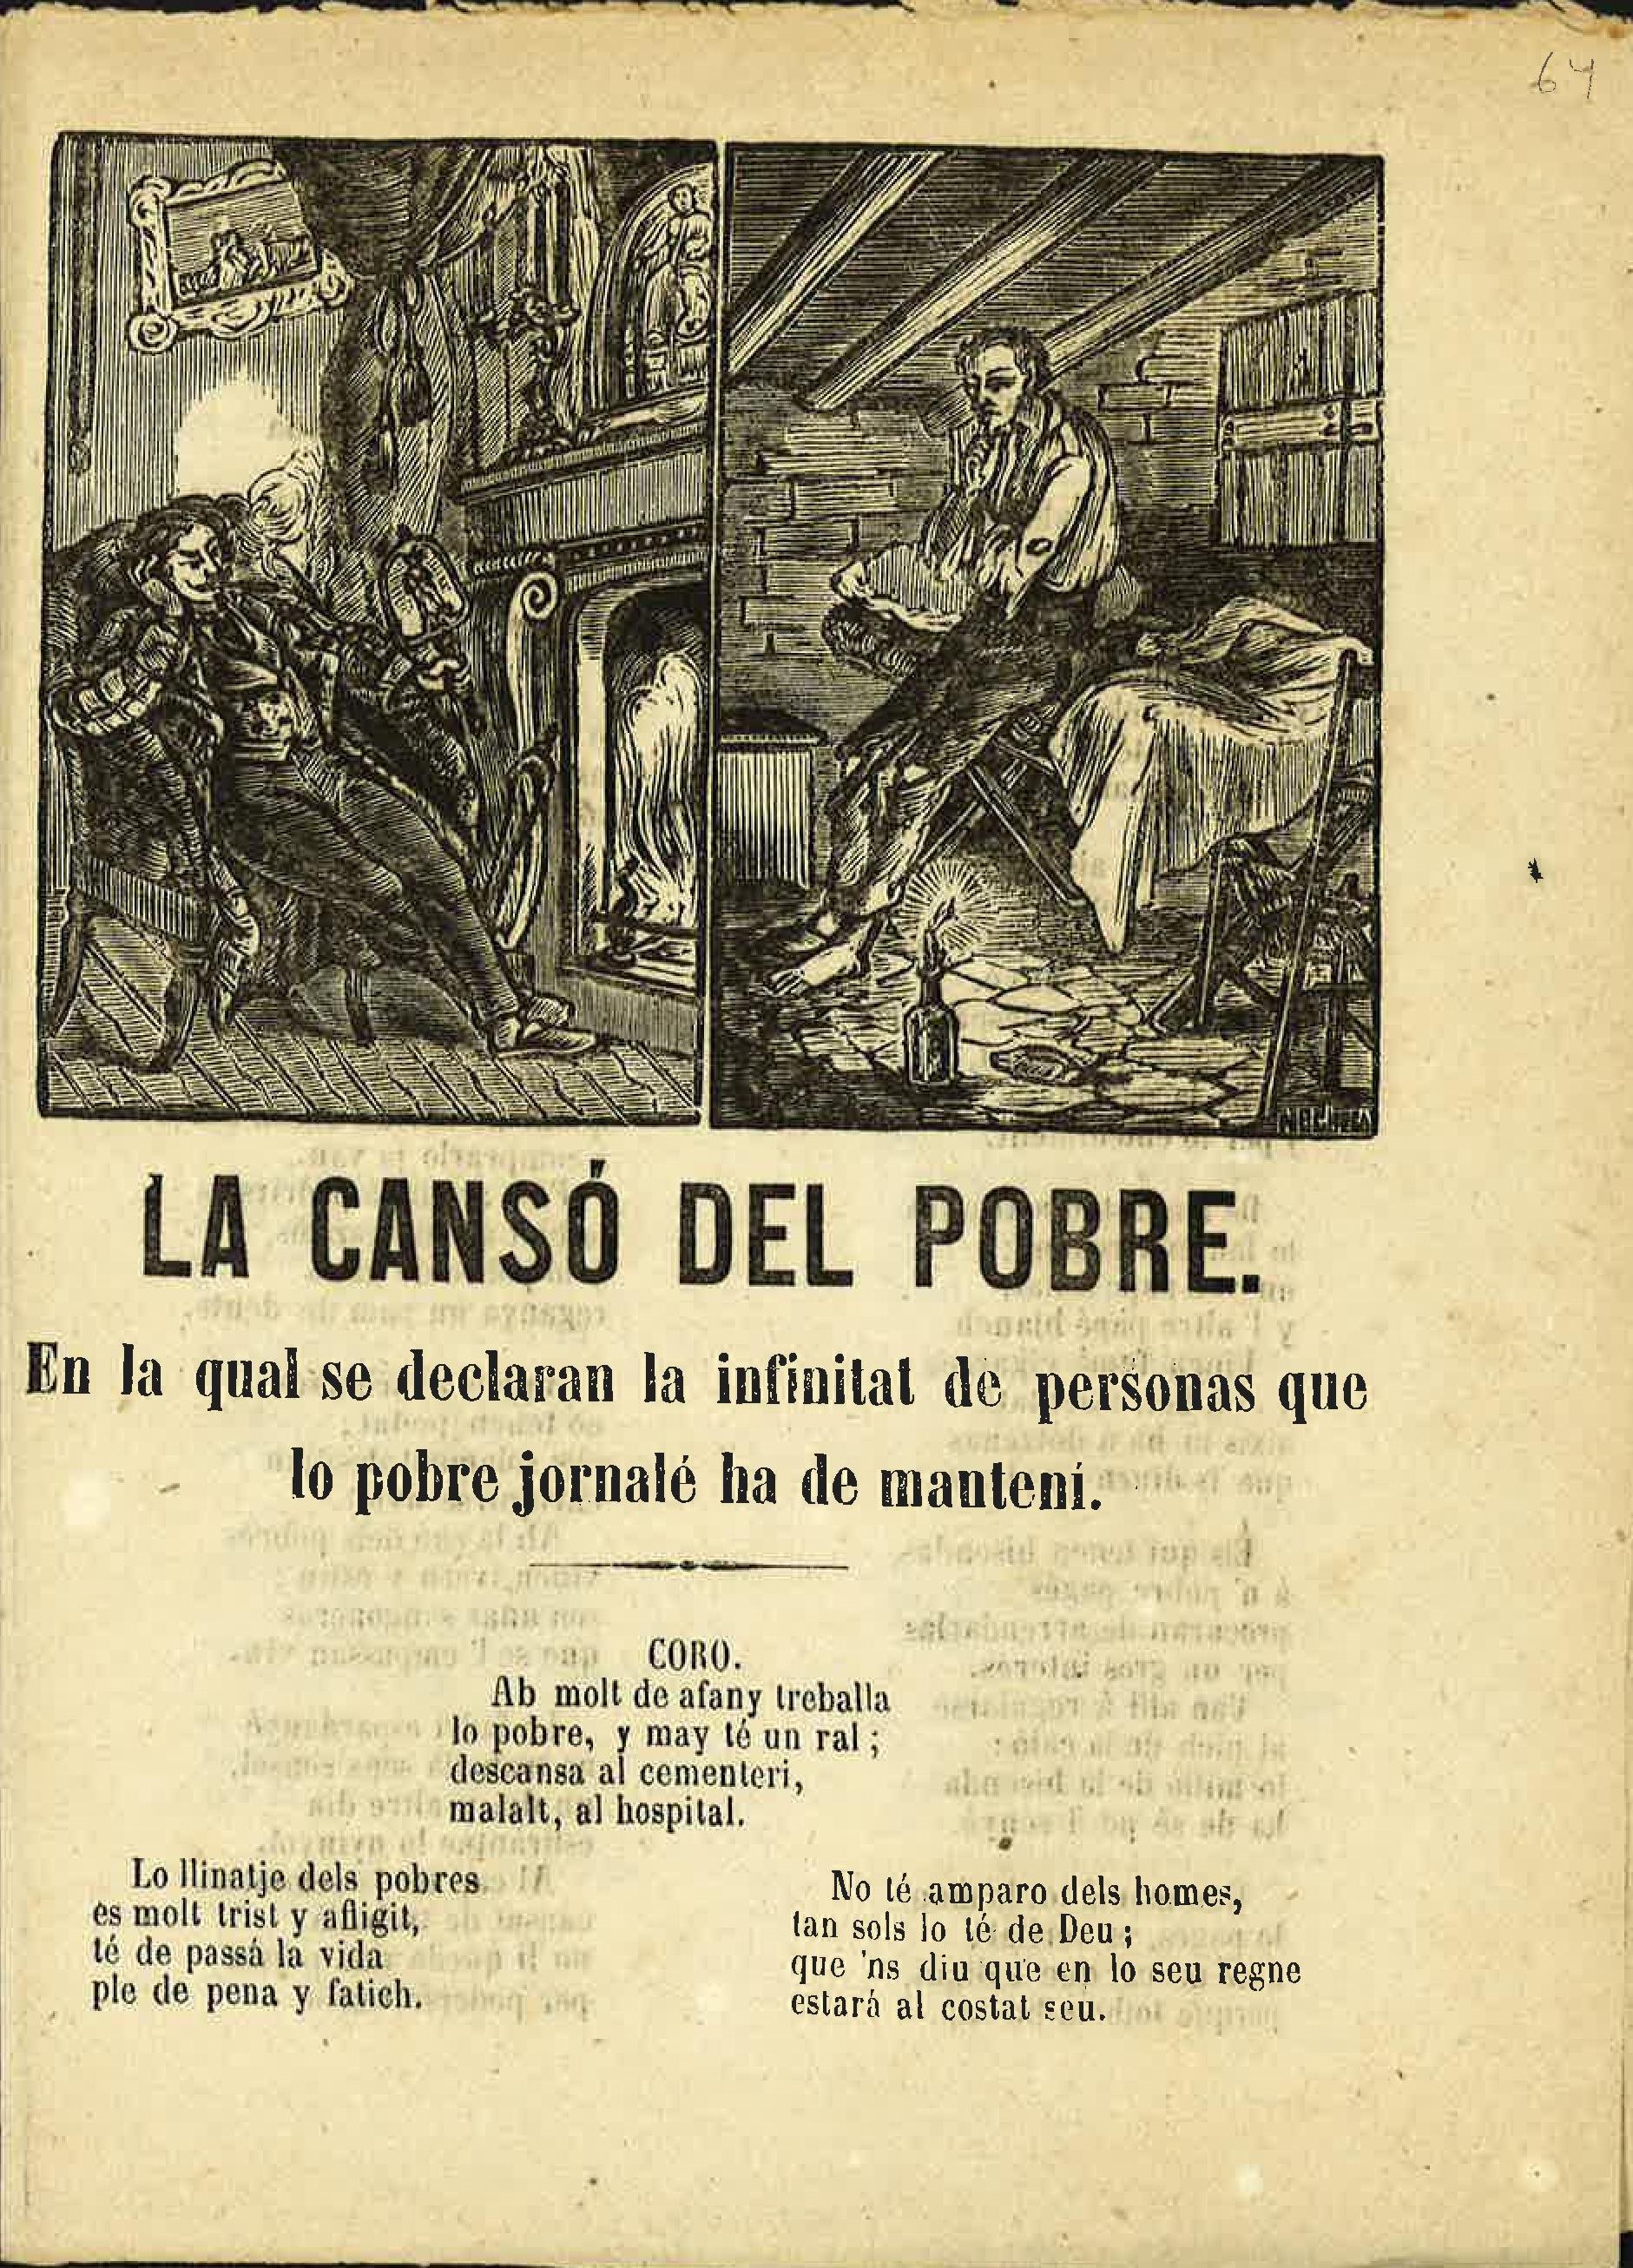 64
LA CANSÓ DEL POBRE.
En la qual se declaran la infinitat de personas que
lo pobre jornalé ha de mantení.
CORO.
Ab molt de afany treballa
lo pobre, y may té un ral;
descansa al cementeri,
malalt, al hospital.
Lo llinatje dels pobres
es molt trist y afligit,
té de passá la vida
ple de pena y fatich.
No té amparo dels homes,
tan sols lo té de Deu;
que 'ns diu que en lo seu regne
estará al costat seu.